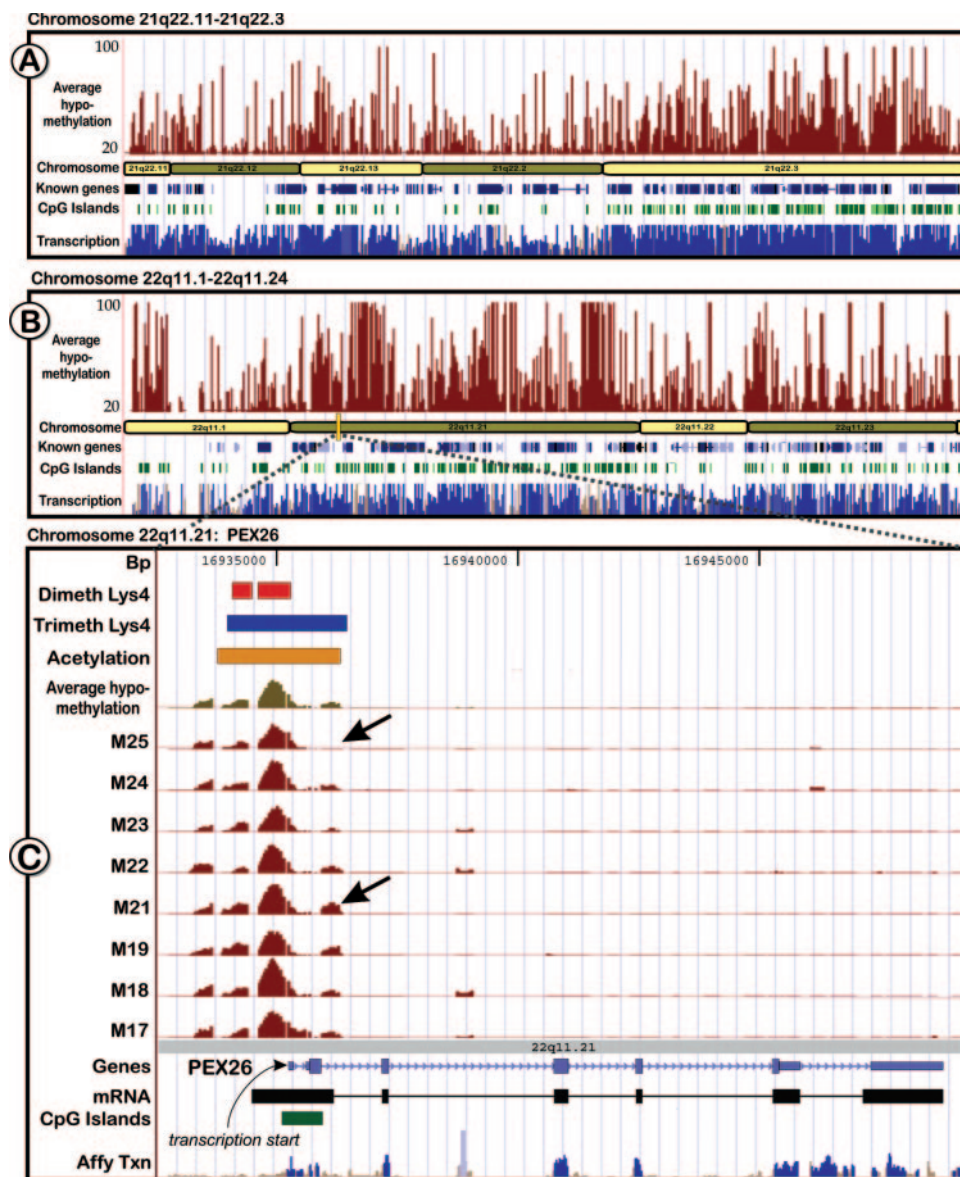 Chromosome 21q22.11-21q22.3
A
100
Average
hypo-
methylation
20
Chromosome
21q22.11 21q22.12 21q22.13 21q22.2 21q22.3
Known genes
CpG Islands
Transcription
Chromosome 22q11.1-22q11.24
B
100
Average
hypo-
methylation
20
Chromosome
22q11.1 22q11.21 22q11.22 22q11.23
Known genes
CpG Islands
Transcription
Chromosome 22q11.21: PEX26
C
Bp 16935000 16940000 16945000
Dimeth Lys4
Trimeth Lys4
Acetylation
Average hypo-
methylation
M25
M24
M23
M22
M21
M19
M18
M17
22q11.21
Genes PEX26
mRNA
CpG Islands
transcription start
Affy Txn